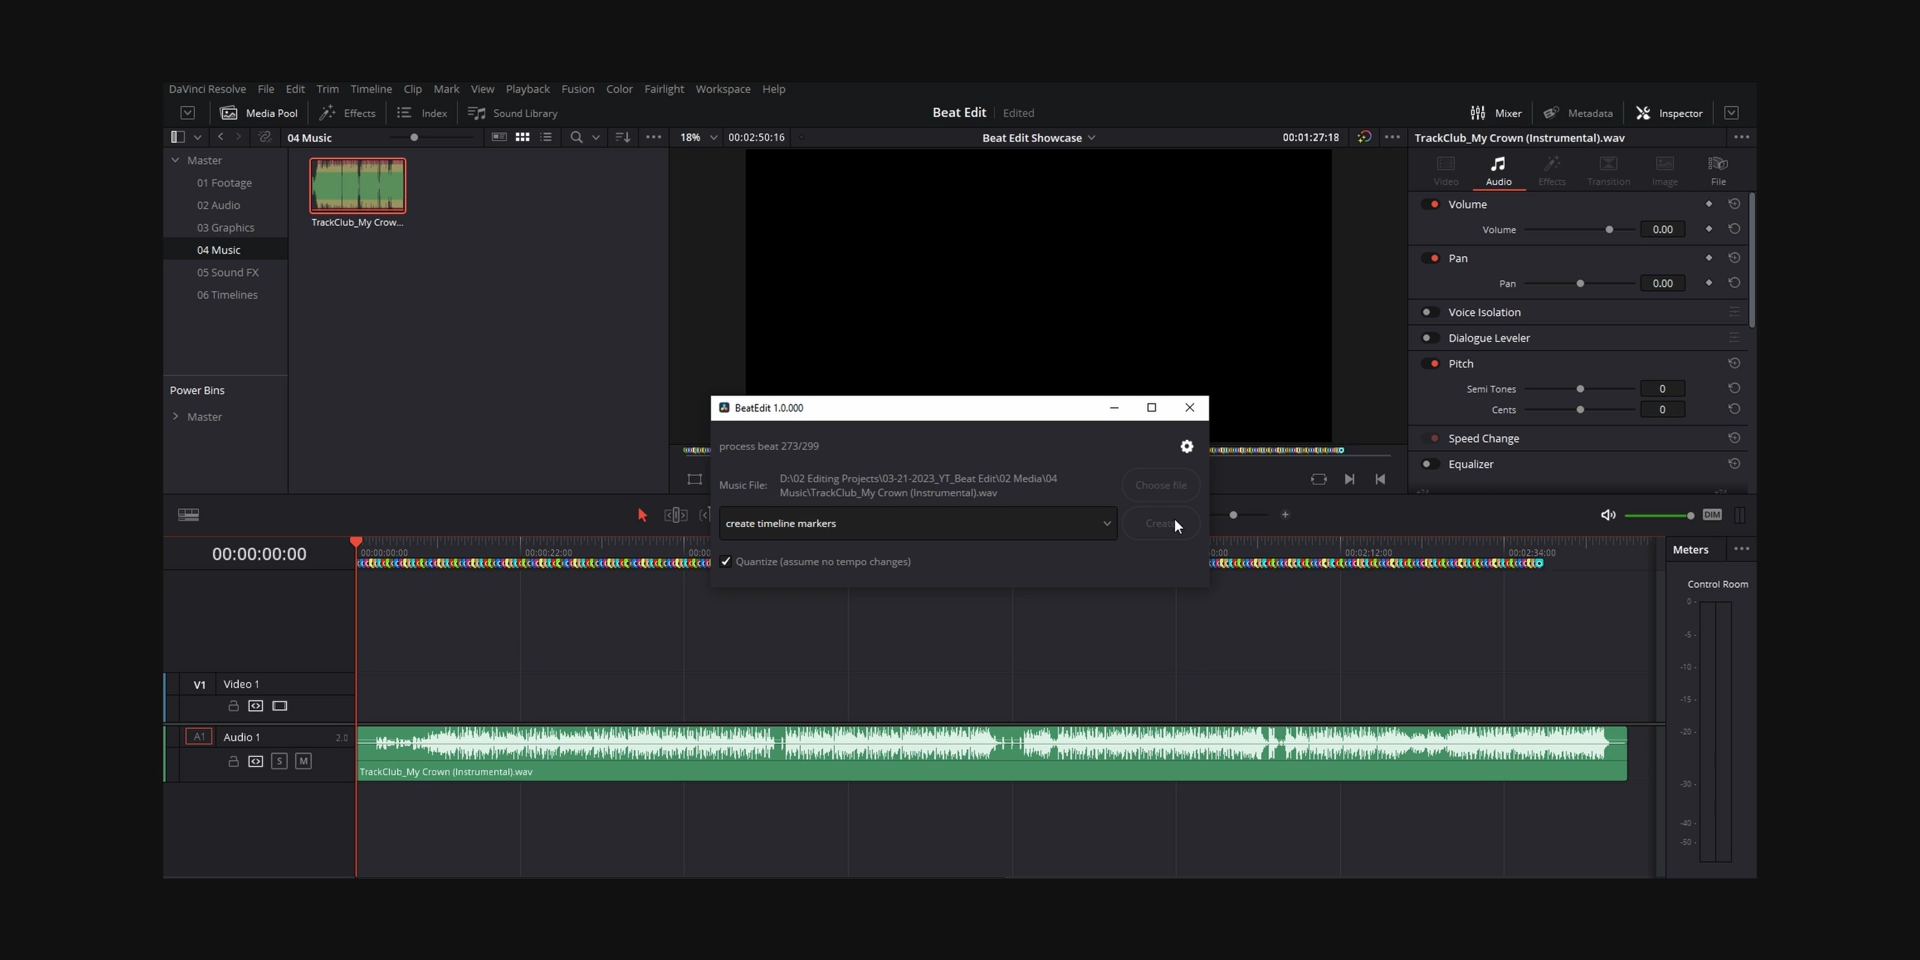 DaVinci Resolve File Edit Trim Timeline Clip Mark View Playback Fusion Color Fairlight Workspace Help
Media Pool Effects Index Sound Library Beat Edit Edited Mixer Metadata Inspector
04 Music 18% 00:02:50:16 Beat Edit Showcase 00:01:27:18 TrackClub_My Crown (Instrumental).wav
Master
01 Footage
02 Audio
03 Graphics
04 Music
05 Sound FX
06 Timelines
Power Bins
Master
TrackClub_My Crow...
Video Audio Effects Transition Image File
Volume
Volume 0.00
Pan
Pan 0.00
Voice Isolation
Dialogue Leveler
Pitch
Semi Tones 0
Cents 0
Speed Change
Equalizer
BeatEdit 1.0.000
process beat 273/299
Music File: D:\02 Editing Projects\03-21-2023_YT_Beat Edit\02 Media\04
Music\TrackClub_My Crown (Instrumental).wav
Choose file
create timeline markers
Create
Quantize (assume no tempo changes)
DIM
00:00:00:00
00:00:00:00 00:00:22:00 00:02:12:00 00:02:34:00
V1 Video 1
A1 Audio 1 2.0
S M
TrackClub_My Crown (Instrumental).wav
Meters
Control Room
0
-5
-10
-15
-20
-30
-40
-50